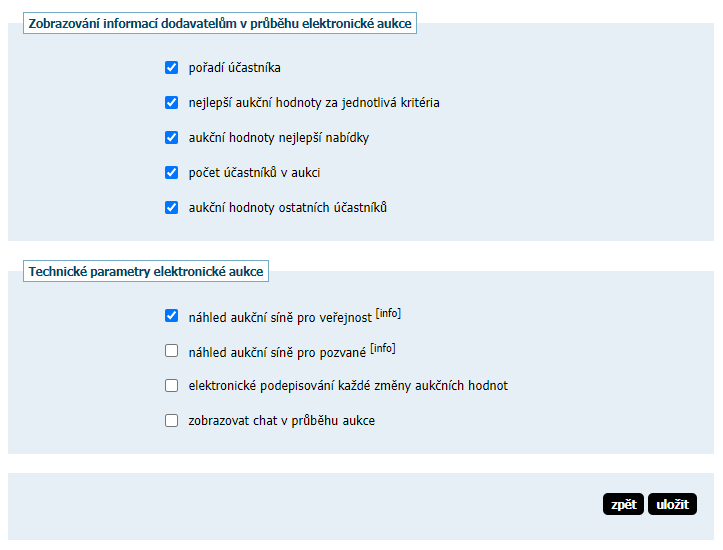 Zobrazování informací dodavatelům v průběhu elektronické aukce
pořadí účastníka
nejlepší aukční hodnoty za jednotlivá kritéria
aukční hodnoty nejlepší nabídky
počet účastníků v aukci
aukční hodnoty ostatních účastníků
Technické parametry elektronické aukce
náhled aukční síně pro veřejnost [info]
náhled aukční síně pro pozvané [info]
elektronické podepisování každé změny aukčních hodnot
zobrazovat chat v průběhu aukce
zpět uložit